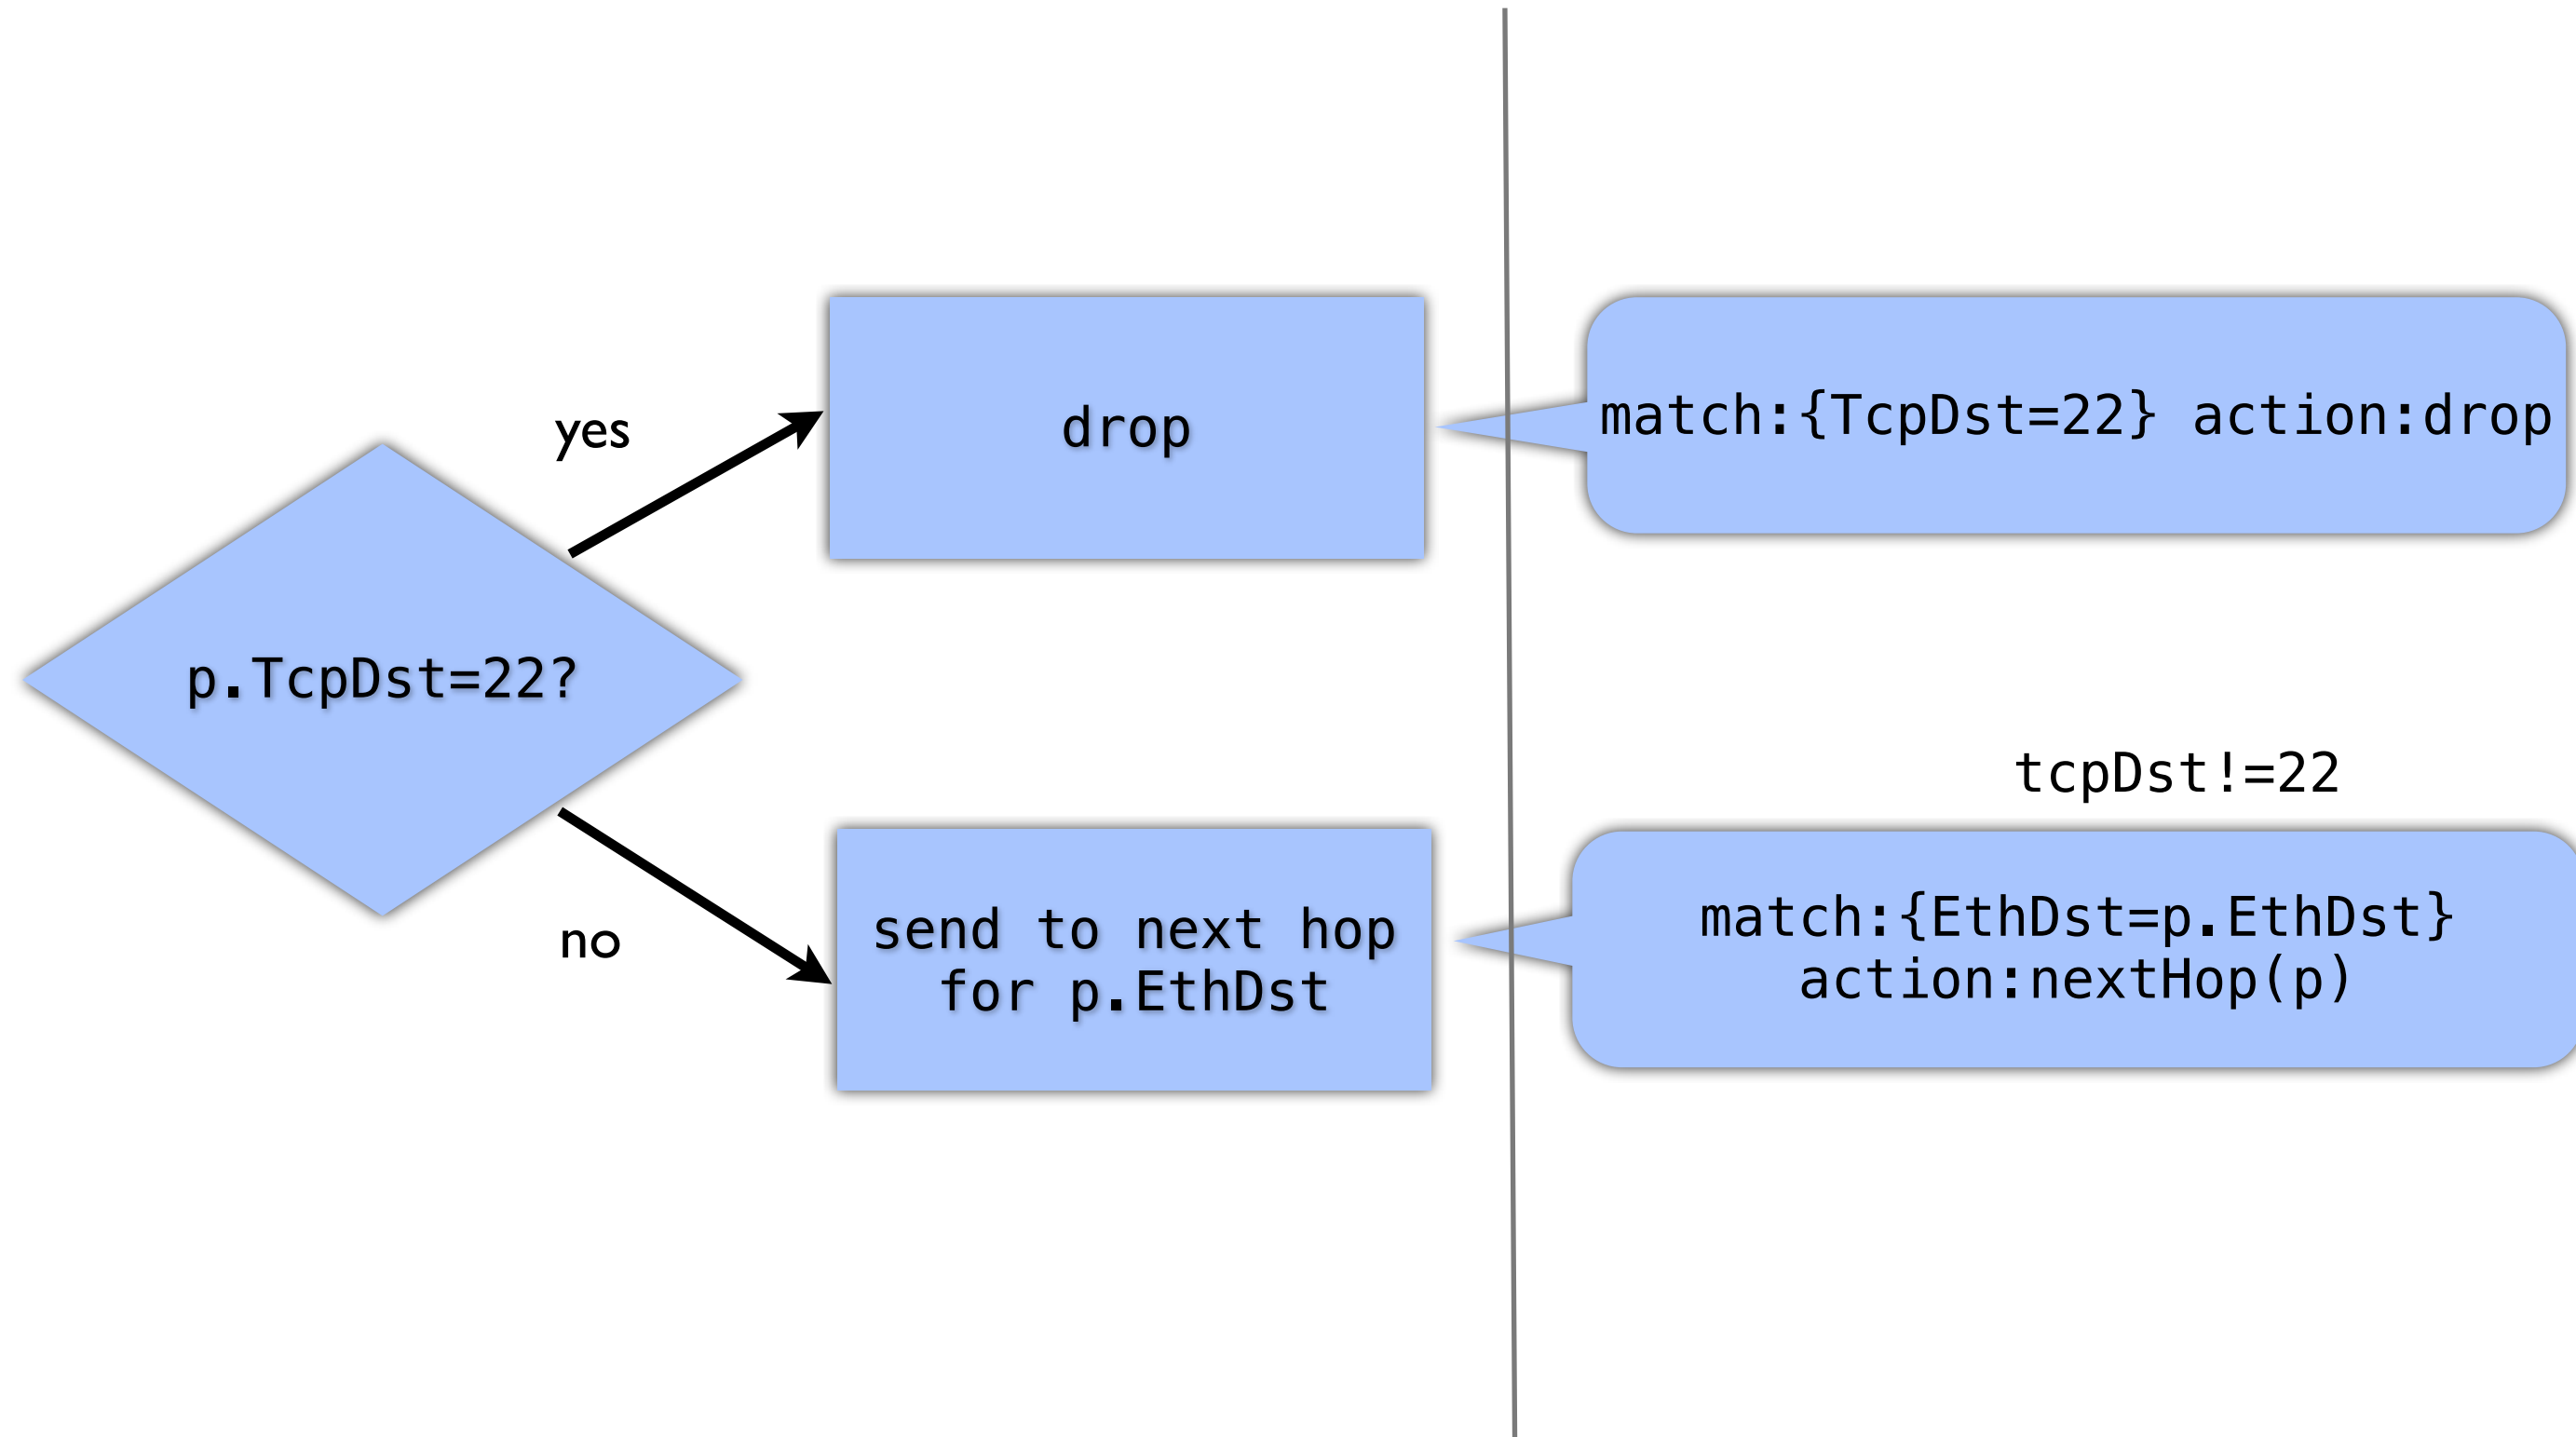 yes
drop
match:{TcpDst=22} action:drop
p.TcpDst=22?
tcpDst!=22
no
send to next hop
for p.EthDst
match:{EthDst=p.EthDst}
action:nextHop(p)